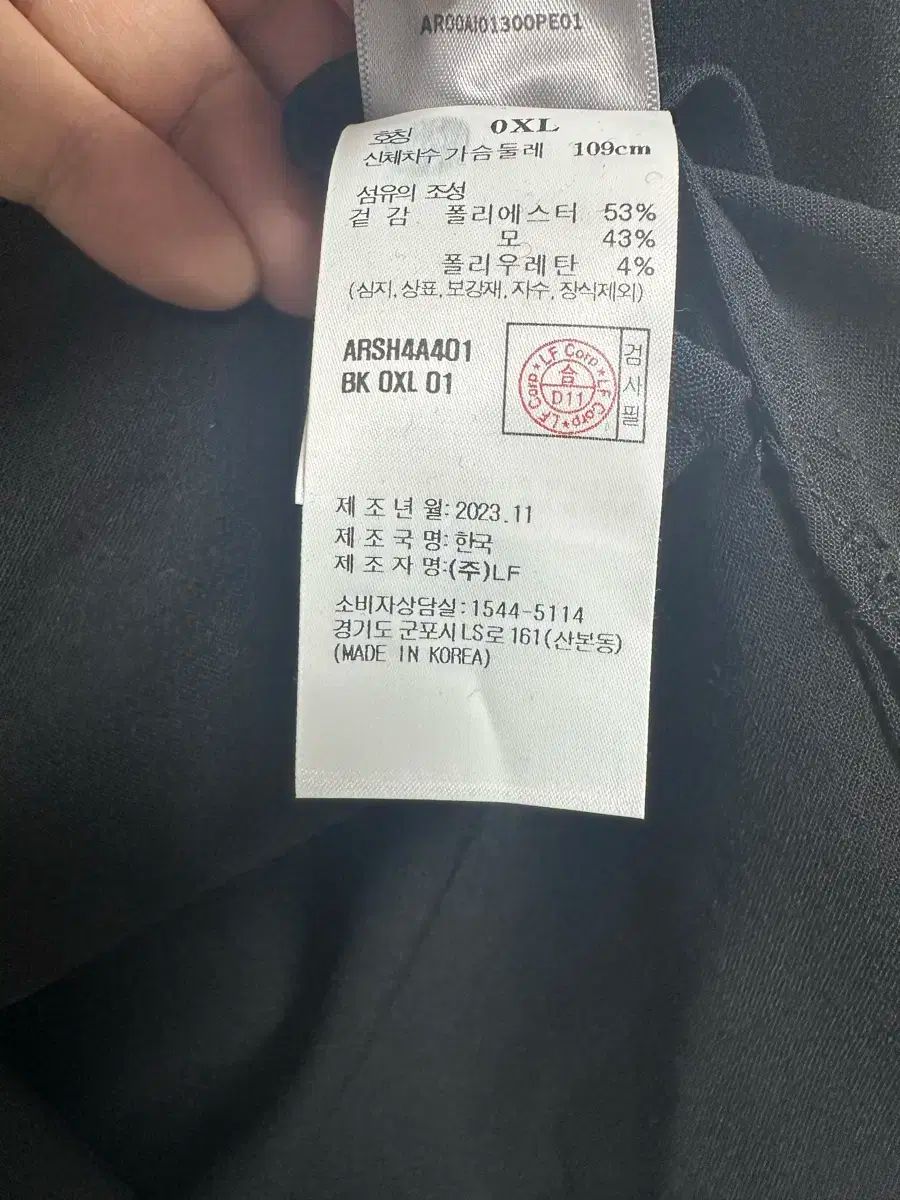 AR00AI01300PE01
호칭 0XL
신체치수 가슴둘레 109cm
섬유의 조성
겉감 폴리에스터 53%
모 43%
폴리우레탄 4%
(심지, 상표, 보강재, 자수, 장식제외)
ARSH4A401
BK 0XL 01
LF Corp ★ LF Corp ★ LF Corp ★
合
D11
검사필
제조년월: 2023.11
제조국명: 한국
제조자명: (주)LF
소비자상담실: 1544-5114
경기도 군포시 LS로 161(산본동)
(MADE IN KOREA)